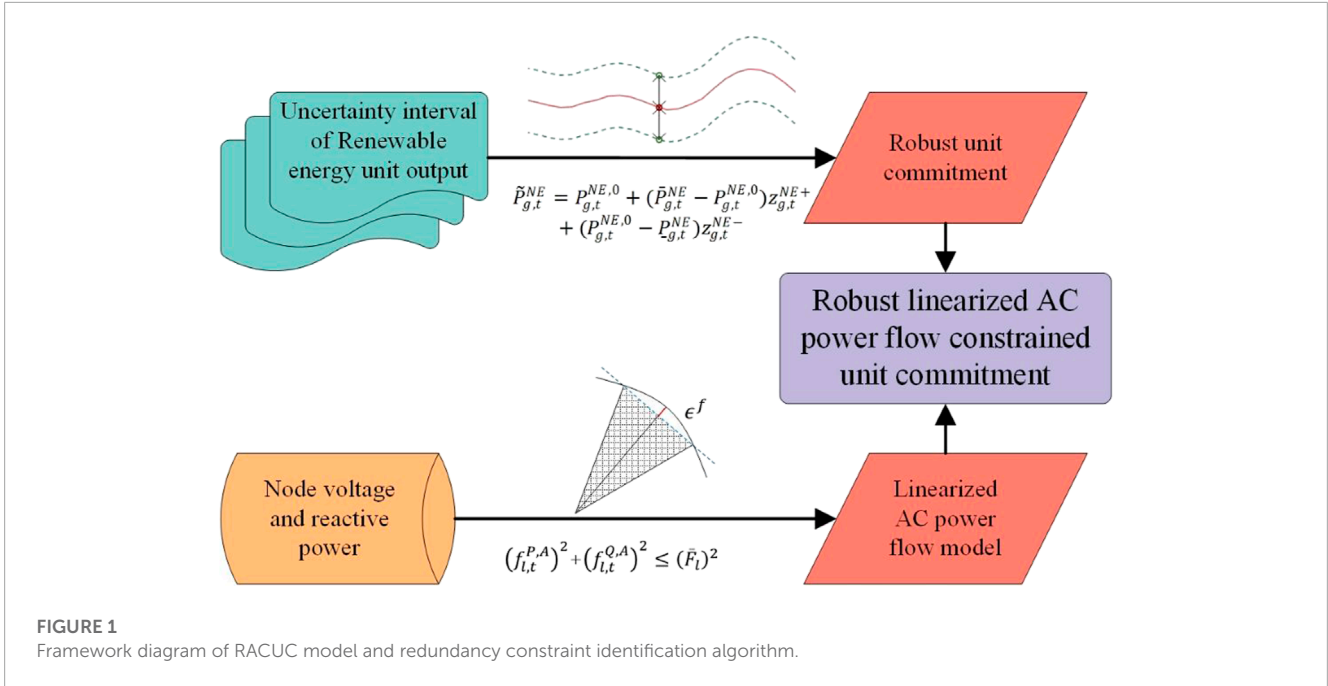 Uncertainty interval
of Renewable
energy unit output
Robust unit
commitment
P̃_{g,t}^{NE} = P_{g,t}^{NE,0} + (P̄_{g,t}^{NE} − P_{g,t}^{NE,0})z_{g,t}^{NE+}
+ (P_{g,t}^{NE,0} − P̲_{g,t}^{NE})z_{g,t}^{NE−}
Robust linearized AC
power flow constrained
unit commitment
ϵ^f
Node voltage
and reactive
power
Linearized
AC power
flow model
(f_{l,t}^{P,A})^2+(f_{l,t}^{Q,A})^2 ≤ (F̄_l)^2
FIGURE 1
Framework diagram of RACUC model and redundancy constraint identification algorithm.